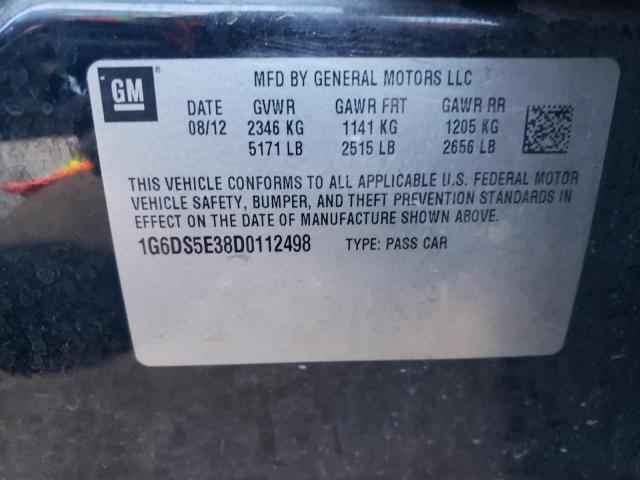 GM
MFD BY GENERAL MOTORS LLC
DATE GVWR GAWR FRT GAWR RR
08/12 2346 KG 1141 KG 1205 KG
5171 LB 2515 LB 2656 LB
THIS VEHICLE CONFORMS TO ALL APPLICABLE U.S. FEDERAL MOTOR
VEHICLE SAFETY, BUMPER, AND THEFT PREVENTION STANDARDS IN
EFFECT ON THE DATE OF MANUFACTURE SHOWN ABOVE.
1G6DS5E38D0112498 TYPE: PASS CAR